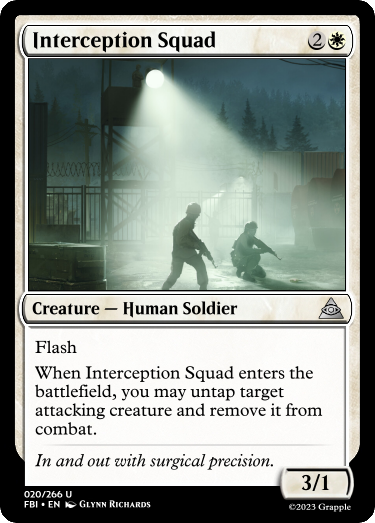 Interception Squad 2
Creature — Human Soldier
Flash
When Interception Squad enters the
battlefield, you may untap target
attacking creature and remove it from
combat.
In and out with surgical precision.
3/1
020/266 U
FBI • EN Glynn Richards
©2023 Grapple